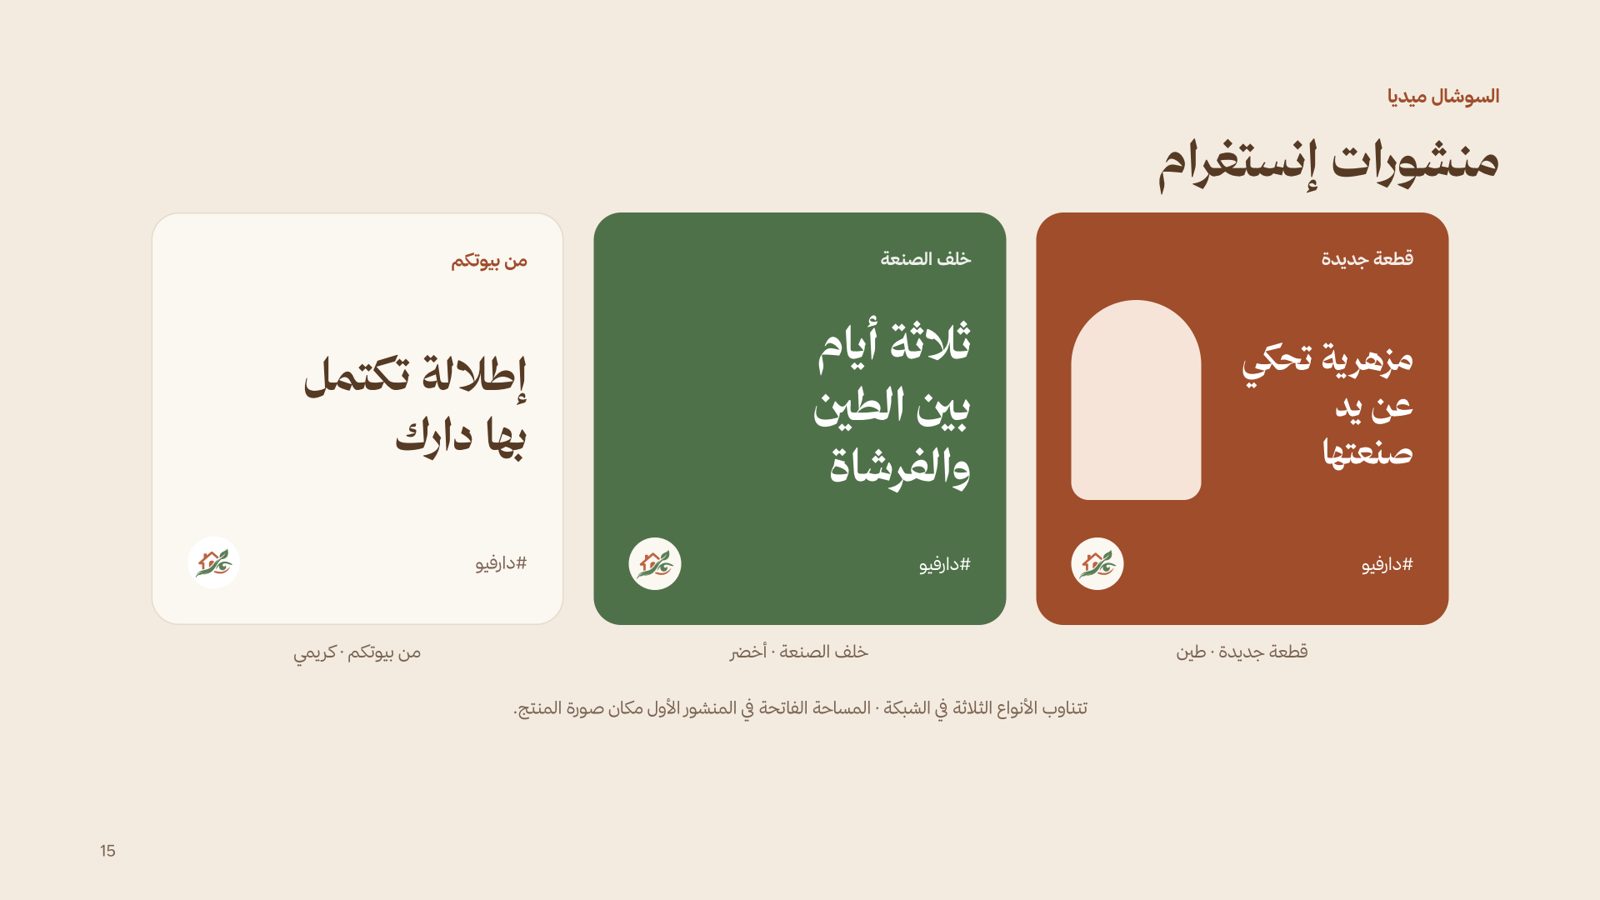 السوشال ميديا
منشورات إنستغرام
قطعة جديدة
مزهرية تحكي
عن يد
صنعتها
#دارفيو
قطعة جديدة · طين
خلف الصنعة
ثلاثة أيام
بين الطين
والفرشاة
#دارفيو
خلف الصنعة · أخضر
من بيوتكم
إطلالة تكتمل
بها دارك
#دارفيو
من بيوتكم · كريمي
تتناوب الأنواع الثلاثة في الشبكة · المساحة الفاتحة في المنشور الأول مكان صورة المنتج.
15